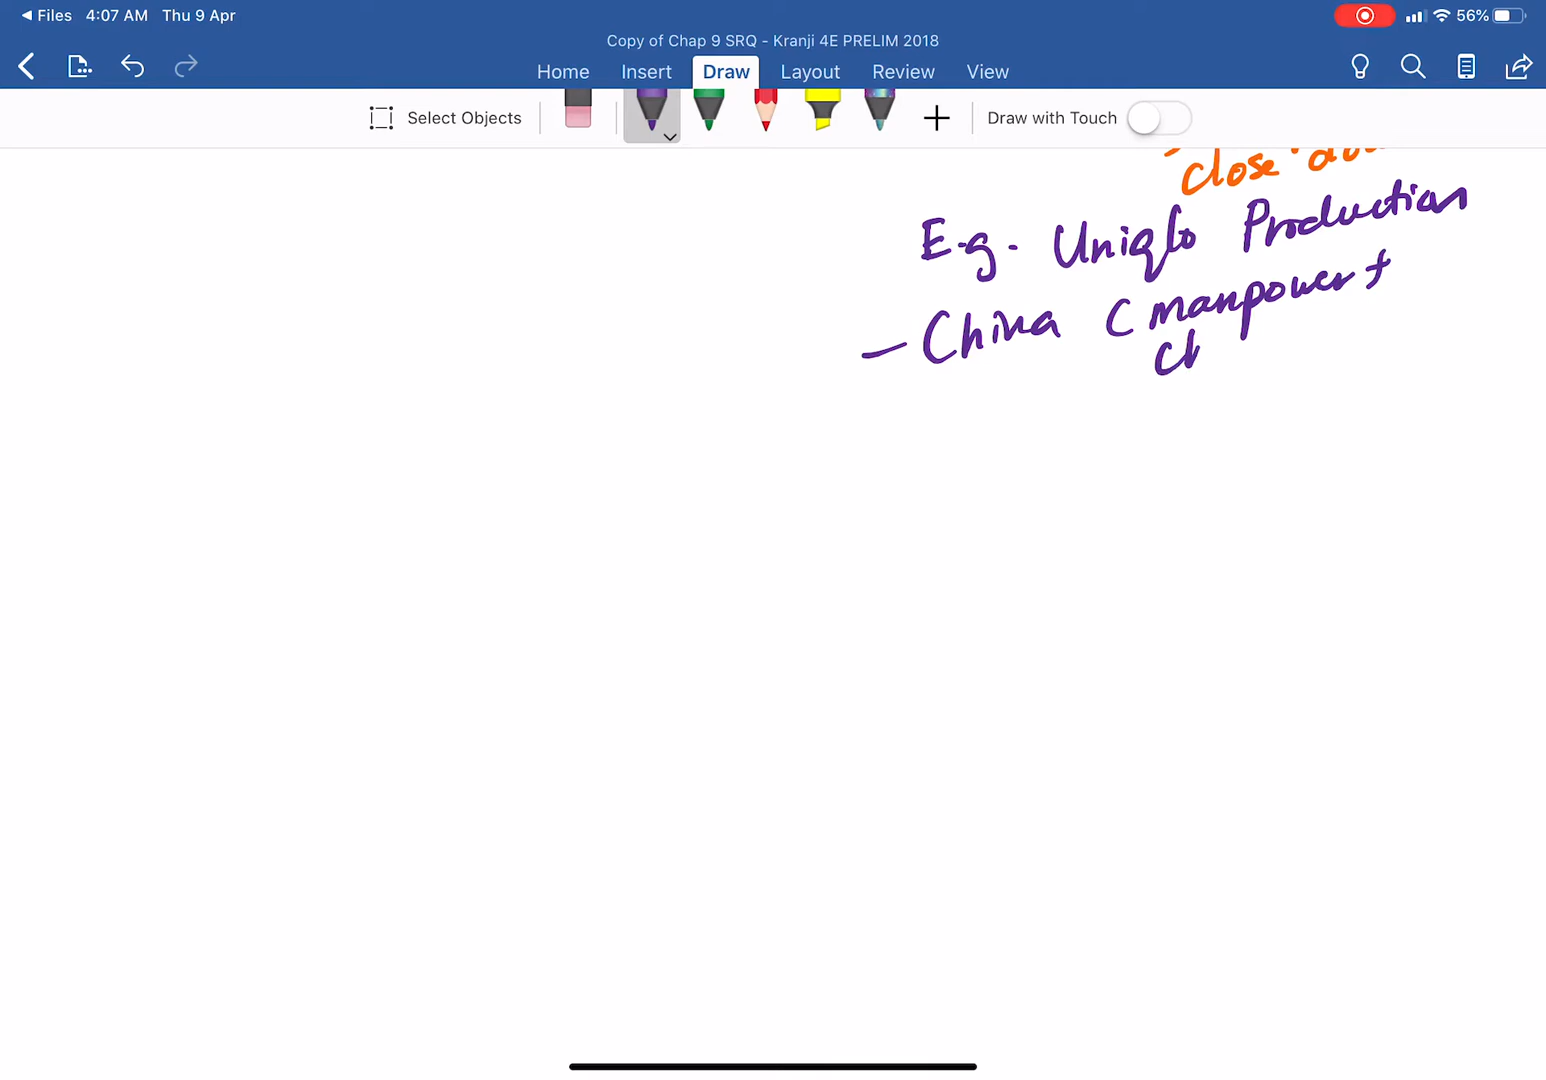 Files 4:07 AM Thu 9 Apr 56%
Copy of Chap 9 SRQ - Kranji 4E PRELIM 2018
Home Insert Draw Layout Review View
Select Objects Draw with Touch
close
E.g. Uniqlo Production
- China ( manpower +
ch